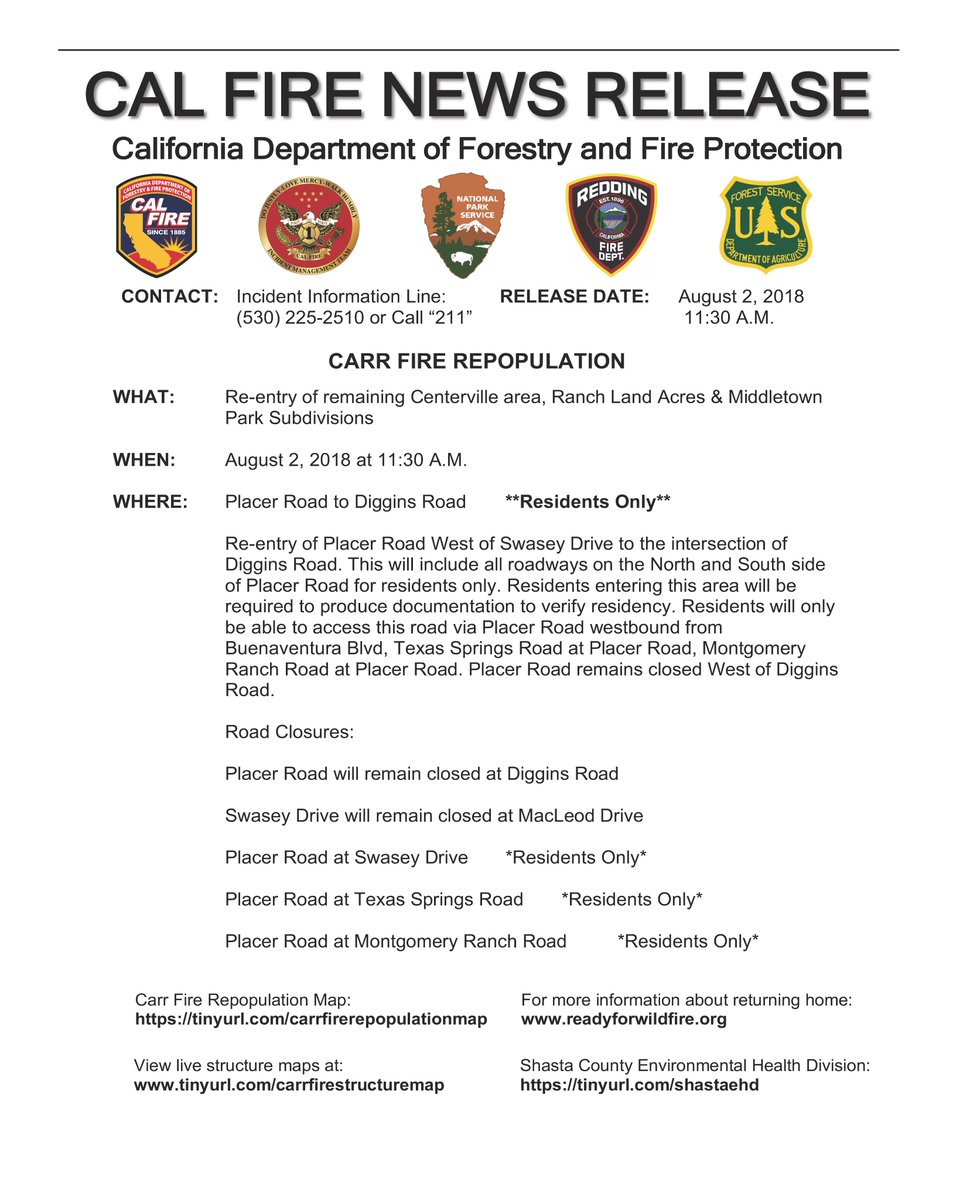 CAL FIRE NEWS RELEASE
California Department of Forestry and Fire Protection
CALIFORNIA DEPARTMENT OF
FORESTRY & FIRE PROTECTION
CAL
FIRE
SINCE 1885
DO JUSTLY-LOVE MERCY-WALK HUMBLY
1
CAL FIRE
INCIDENT MANAGEMENT TEAM
NATIONAL
PARK
SERVICE
REDDING
EST. 1886
CALIFORNIA
FIRE
DEPT.
FOREST SERVICE
U S
DEPARTMENT OF AGRICULTURE
CONTACT: Incident Information Line: RELEASE DATE: August 2, 2018
(530) 225-2510 or Call “211” 11:30 A.M.
CARR FIRE REPOPULATION
WHAT: Re-entry of remaining Centerville area, Ranch Land Acres & Middletown
Park Subdivisions
WHEN: August 2, 2018 at 11:30 A.M.
WHERE: Placer Road to Diggins Road **Residents Only**
Re-entry of Placer Road West of Swasey Drive to the intersection of
Diggins Road. This will include all roadways on the North and South side
of Placer Road for residents only. Residents entering this area will be
required to produce documentation to verify residency. Residents will only
be able to access this road via Placer Road westbound from
Buenaventura Blvd, Texas Springs Road at Placer Road, Montgomery
Ranch Road at Placer Road. Placer Road remains closed West of Diggins
Road.
Road Closures:
Placer Road will remain closed at Diggins Road
Swasey Drive will remain closed at MacLeod Drive
Placer Road at Swasey Drive *Residents Only*
Placer Road at Texas Springs Road *Residents Only*
Placer Road at Montgomery Ranch Road *Residents Only*
Carr Fire Repopulation Map: For more information about returning home:
https://tinyurl.com/carrfirerepopulationmap www.readyforwildfire.org
View live structure maps at: Shasta County Environmental Health Division:
www.tinyurl.com/carrfirestructuremap https://tinyurl.com/shastaehd